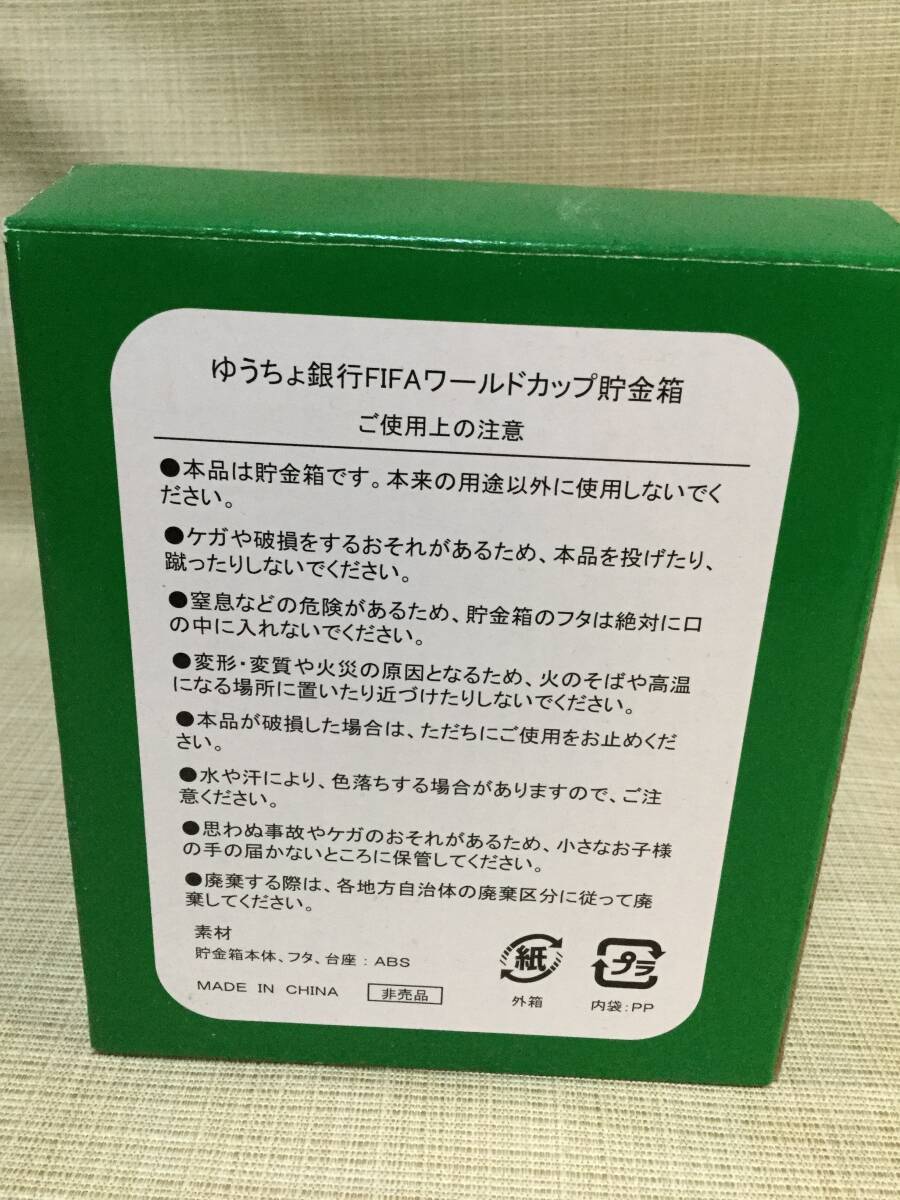 ゆうちょ銀行FIFAワールドカップ貯金箱
ご使用上の注意
●本品は貯金箱です。本来の用途以外に使用しないでく
ださい。
●ケガや破損をするおそれがあるため、本品を投げたり、
蹴ったりしないでください。
●窒息などの危険があるため、貯金箱のフタは絶対に口
の中に入れないでください。
●変形・変質や火災の原因となるため、火のそばや高温
になる場所に置いたり近づけたりしないでください。
●本品が破損した場合は、ただちにご使用をお止めくだ
さい。
●水や汗により、色落ちする場合がありますので、ご注
意ください。
●思わぬ事故やケガのおそれがあるため、小さなお子様
の手の届かないところに保管してください。
●廃棄する際は、各地方自治体の廃棄区分に従って廃
棄してください。
素材
貯金箱本体、フタ、台座：ABS
MADE IN CHINA 非売品
紙 プラ
外箱 内袋：PP